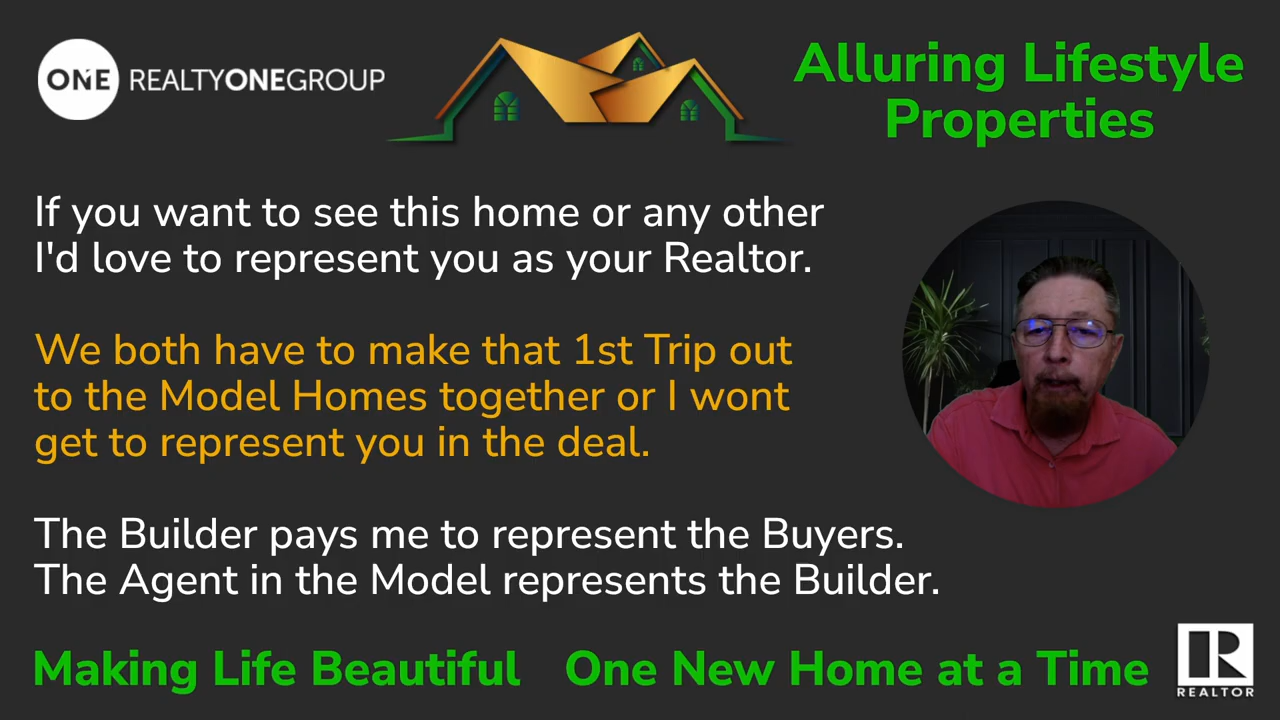 ONE REALTYONEGROUP
Alluring Lifestyle
Properties
If you want to see this home or any other
I'd love to represent you as your Realtor.
We both have to make that 1st Trip out
to the Model Homes together or I wont
get to represent you in the deal.
The Builder pays me to represent the Buyers.
The Agent in the Model represents the Builder.
Making Life Beautiful One New Home at a Time
R
REALTOR